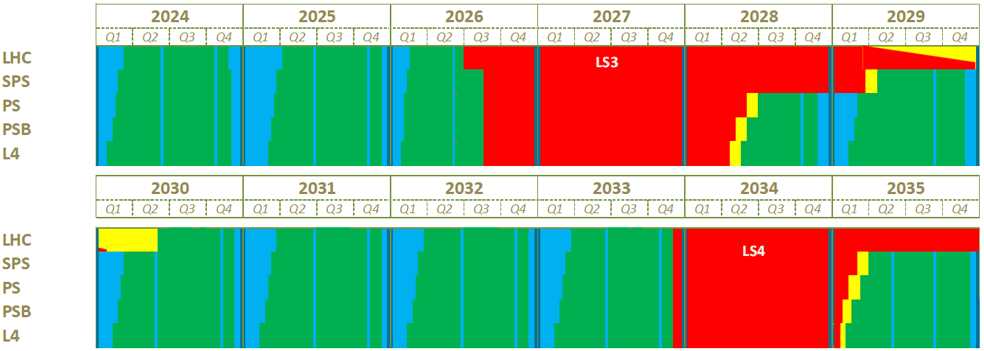 2024 2025 2026 2027 2028 2029
Q1 Q2 Q3 Q4 Q1 Q2 Q3 Q4 Q1 Q2 Q3 Q4 Q1 Q2 Q3 Q4 Q1 Q2 Q3 Q4 Q1 Q2 Q3 Q4
LHC LS3
SPS
PS
PSB
L4
2030 2031 2032 2033 2034 2035
Q1 Q2 Q3 Q4 Q1 Q2 Q3 Q4 Q1 Q2 Q3 Q4 Q1 Q2 Q3 Q4 Q1 Q2 Q3 Q4 Q1 Q2 Q3 Q4
LHC LS4
SPS
PS
PSB
L4